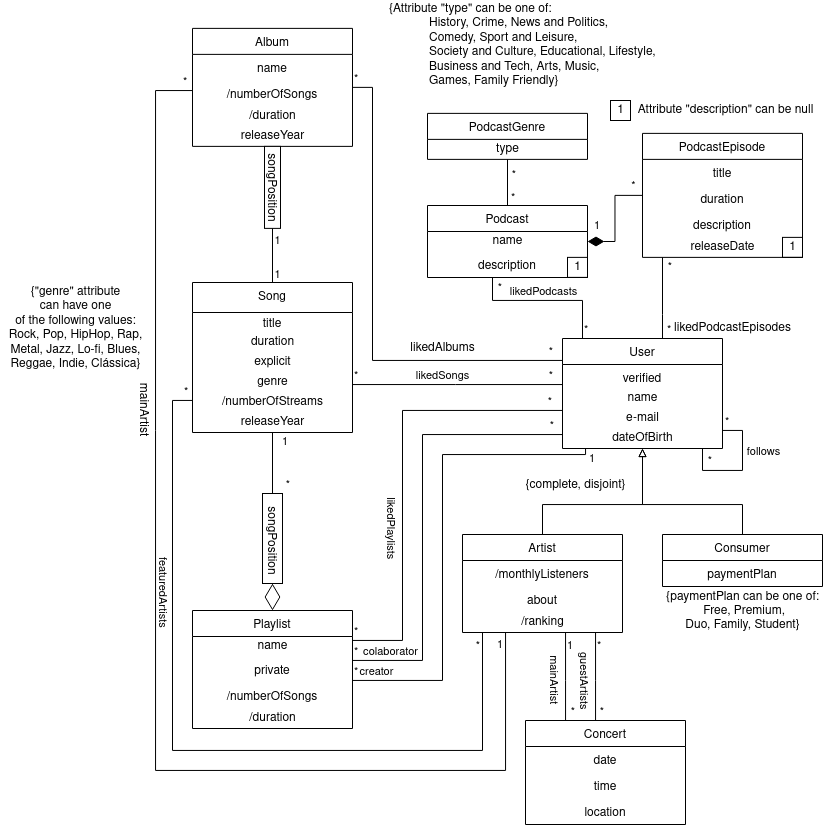 {Attribute "type" can be one of:
History, Crime, News and Politics,
Comedy, Sport and Leisure,
Society and Culture, Educational, Lifestyle,
Business and Tech, Arts, Music,
Games, Family Friendly}
Album
name
/numberOfSongs
/duration
releaseYear
*
*
songPosition
1
1
1
Attribute "description" can be null
PodcastGenre
type
*
*
PodcastEpisode
title
duration
description
releaseDate
1
*
1
*
Podcast
name
description
1
*
likedPodcasts
*
*
likedPodcastEpisodes
{"genre" attribute
can have one
of the following values:
Rock, Pop, HipHop, Rap,
Metal, Jazz, Lo-fi, Blues,
Reggae, Indie, Clássica}
Song
title
duration
explicit
genre
/numberOfStreams
releaseYear
*
*
1
*
likedAlbums
*
likedSongs
*
*
*
User
verified
name
e-mail
dateOfBirth
1
*
*
follows
mainArtist
songPosition
likedPlaylists
featuredArtists
{complete, disjoint}
Artist
/monthlyListeners
about
/ranking
Consumer
paymentPlan
{paymentPlan can be one of:
Free, Premium,
Duo, Family, Student}
Playlist
name
private
/numberOfSongs
/duration
*
*
colaborator
*
creator
*
1
1
*
mainArtist
guestArtists
*
*
Concert
date
time
location